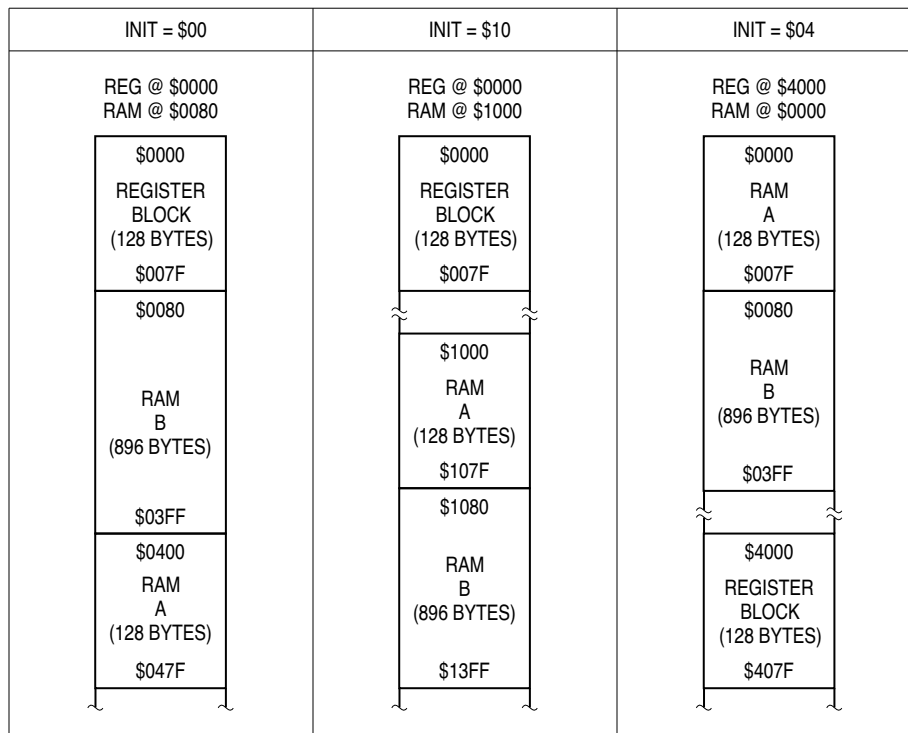 INIT = $00
REG @ $0000
RAM @ $0080
$0000
REGISTER
BLOCK
(128 BYTES)
$007F
$0080
RAM
B
(896 BYTES)
$03FF
$0400
RAM
A
(128 BYTES)
$047F
INIT = $10
REG @ $0000
RAM @ $1000
$0000
REGISTER
BLOCK
(128 BYTES)
$007F
$1000
RAM
A
(128 BYTES)
$107F
$1080
RAM
B
(896 BYTES)
$13FF
INIT = $04
REG @ $4000
RAM @ $0000
$0000
RAM
A
(128 BYTES)
$007F
$0080
RAM
B
(896 BYTES)
$03FF
$4000
REGISTER
BLOCK
(128 BYTES)
$407F